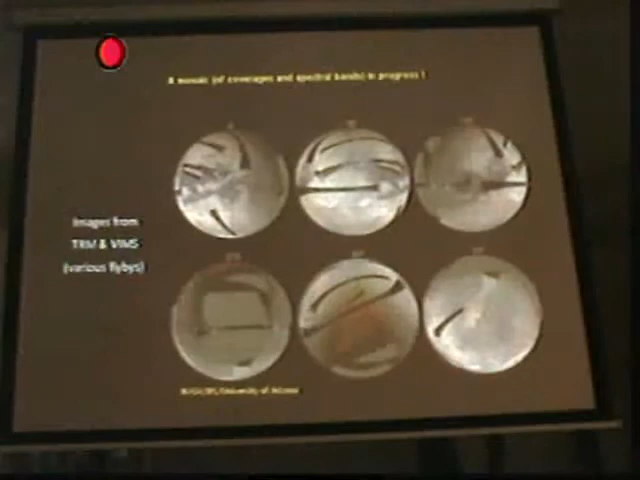 A mosaic (of coverages and spectral bands) in progress !
Images from
TRM & VIMS
(various flybys)
NASA/JPL/University of Arizona